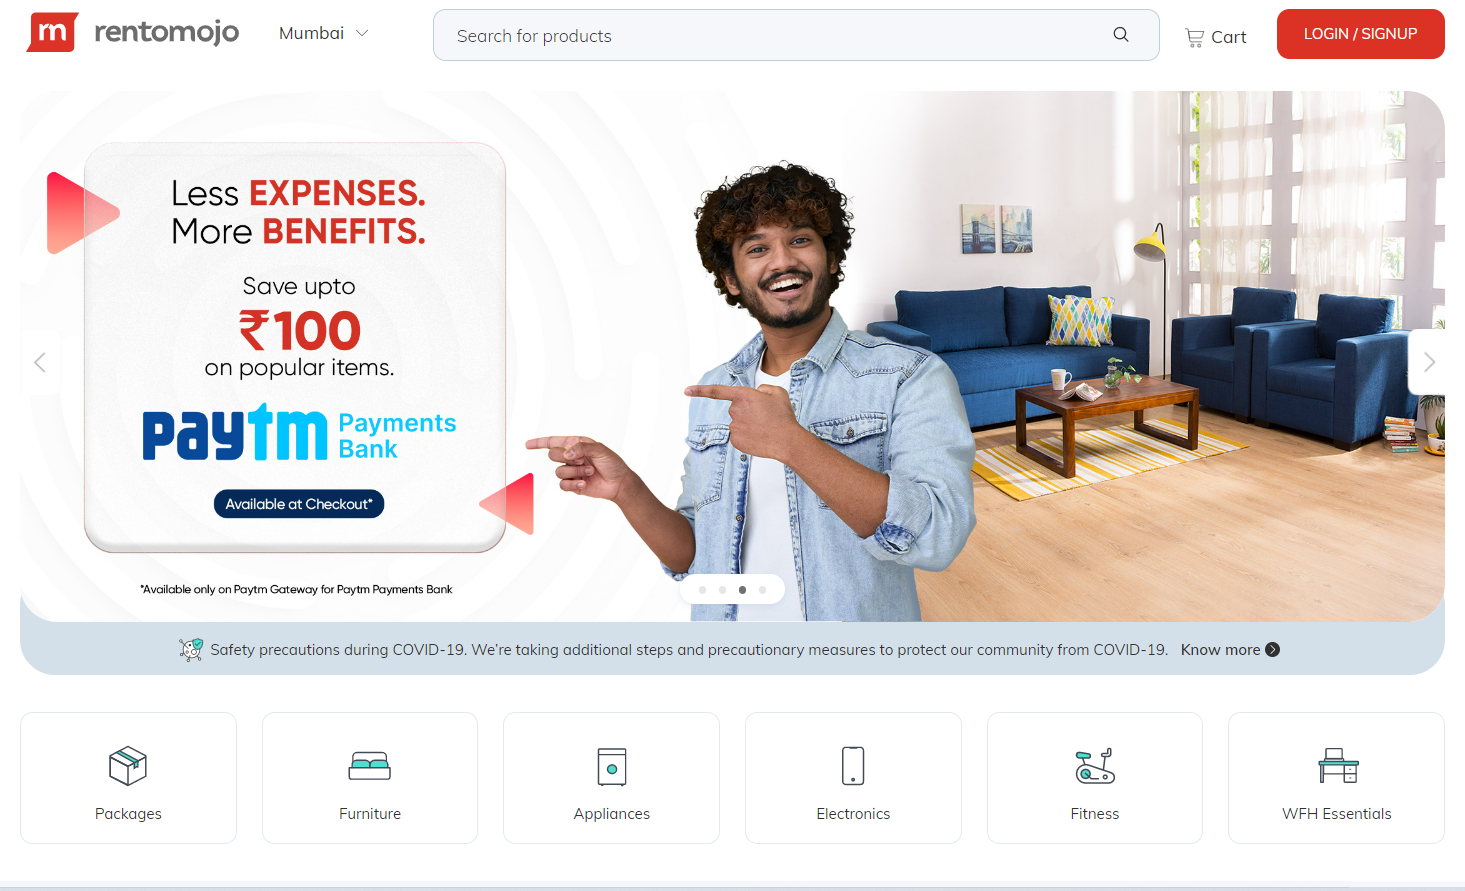 m rentomojo
Mumbai
Search for products
Cart
LOGIN / SIGNUP
Less EXPENSES.
More BENEFITS.
Save upto
₹100
on popular items.
paytm Payments
Bank
Available at Checkout*
*Available only on Paytm Gateway for Paytm Payments Bank
Safety precautions during COVID-19. We're taking additional steps and precautionary measures to protect our community from COVID-19. Know more
Packages
Furniture
Appliances
Electronics
Fitness
WFH Essentials